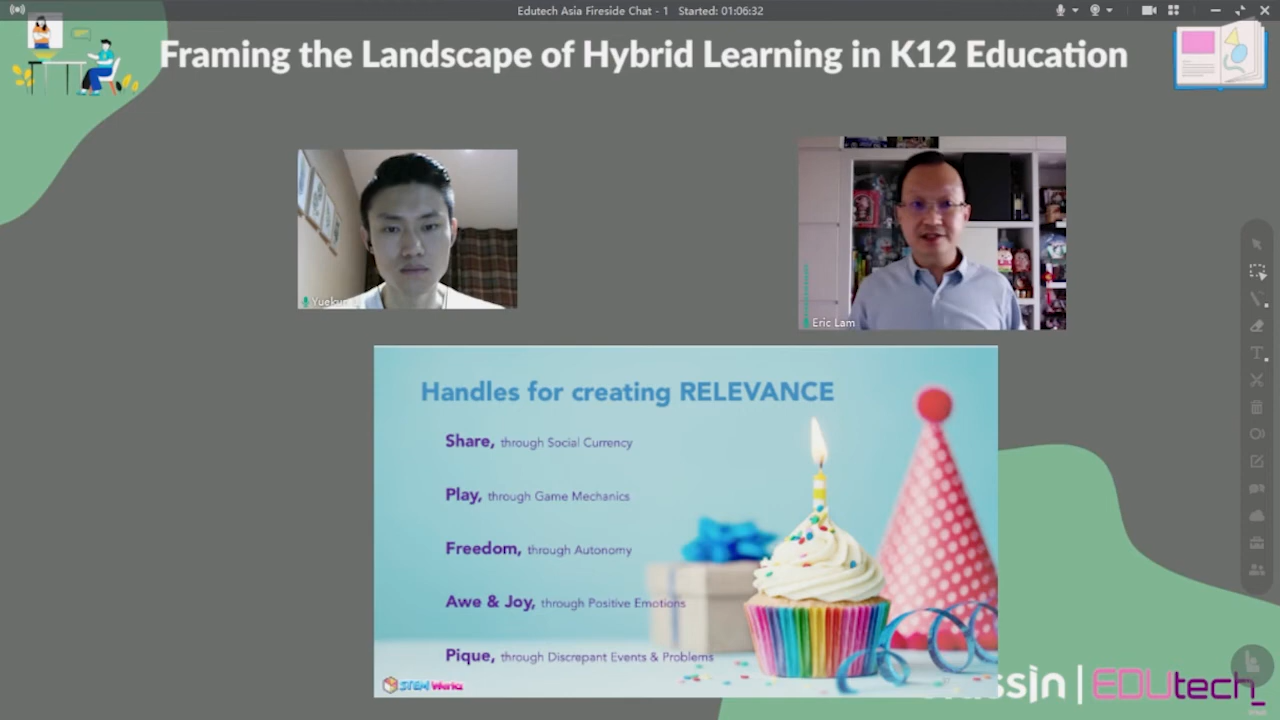 Edutech Asia Fireside Chat - 1 Started: 01:06:32
Framing the Landscape of Hybrid Learning in K12 Education
Eric Lam
Handles for creating RELEVANCE
Share, through Social Currency
Play, through Game Mechanics
Freedom, through Autonomy
Awe & Joy, through Positive Emotions
Pique, through Discrepant Events & Problems
STEM Werkz
| EDUtech_